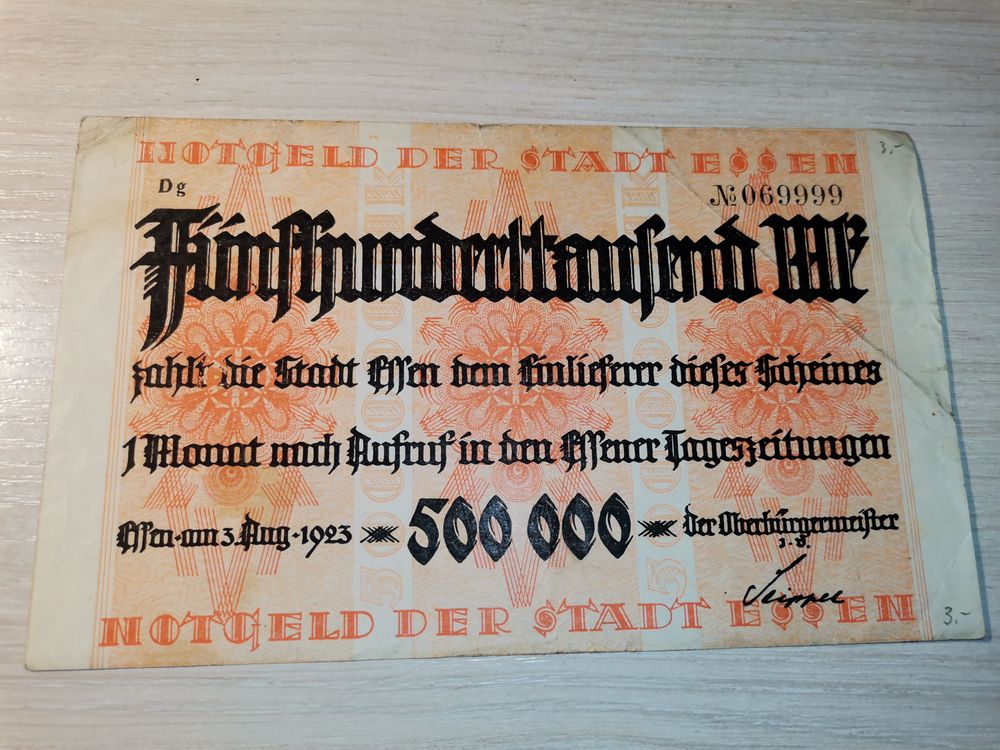 NOTGELD DER STADT ESSEN
3,-
Dg
№069999
Fünfhunderttausend MK
zahlt die Stadt Essen dem Einlieferer dieses Scheines
1 Monat nach Aufruf in den Essener Tageszeitungen
Essen·am 3. Aug·1923 500 000 Der Oberbürgermeister
NOTGELD DER STADT ESSEN
3,-